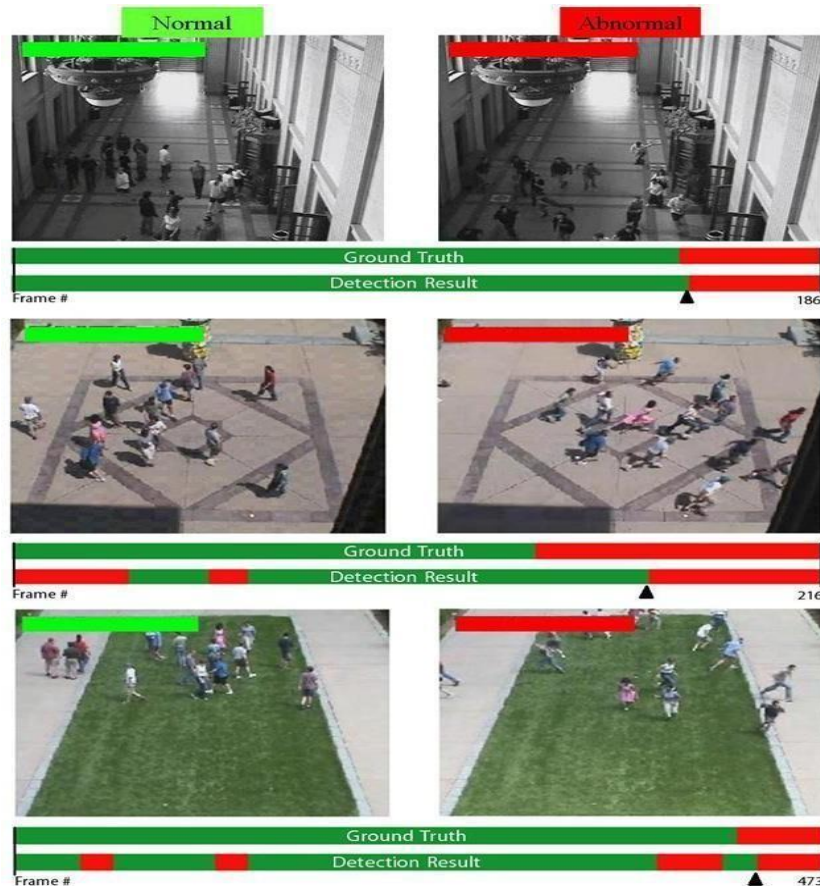 Normal
Abnormal
Ground Truth
Detection Result
Frame #
186
Ground Truth
Detection Result
Frame #
216
Ground Truth
Detection Result
Frame #
473